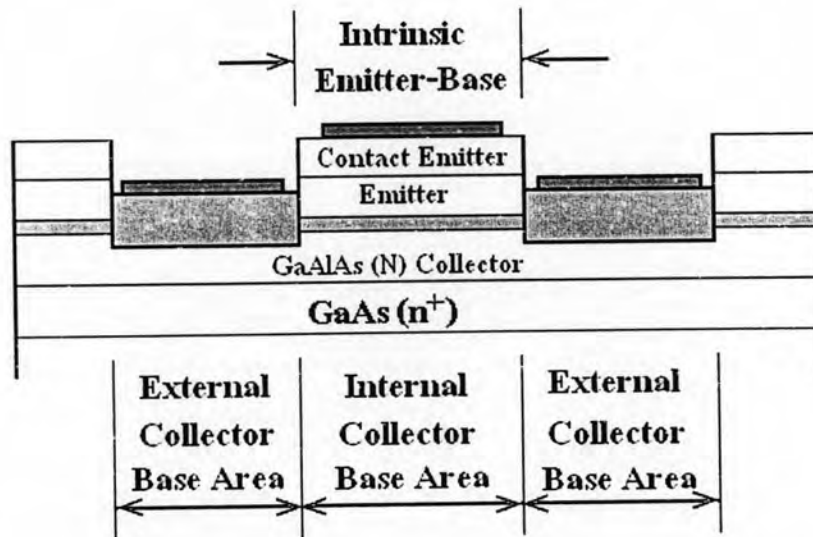 Intrinsic
Emitter-Base
Contact Emitter
Emitter
GaAlAs (N) Collector
GaAs (n⁺)
External
Collector
Base Area
Internal
Collector
Base Area
External
Collector
Base Area